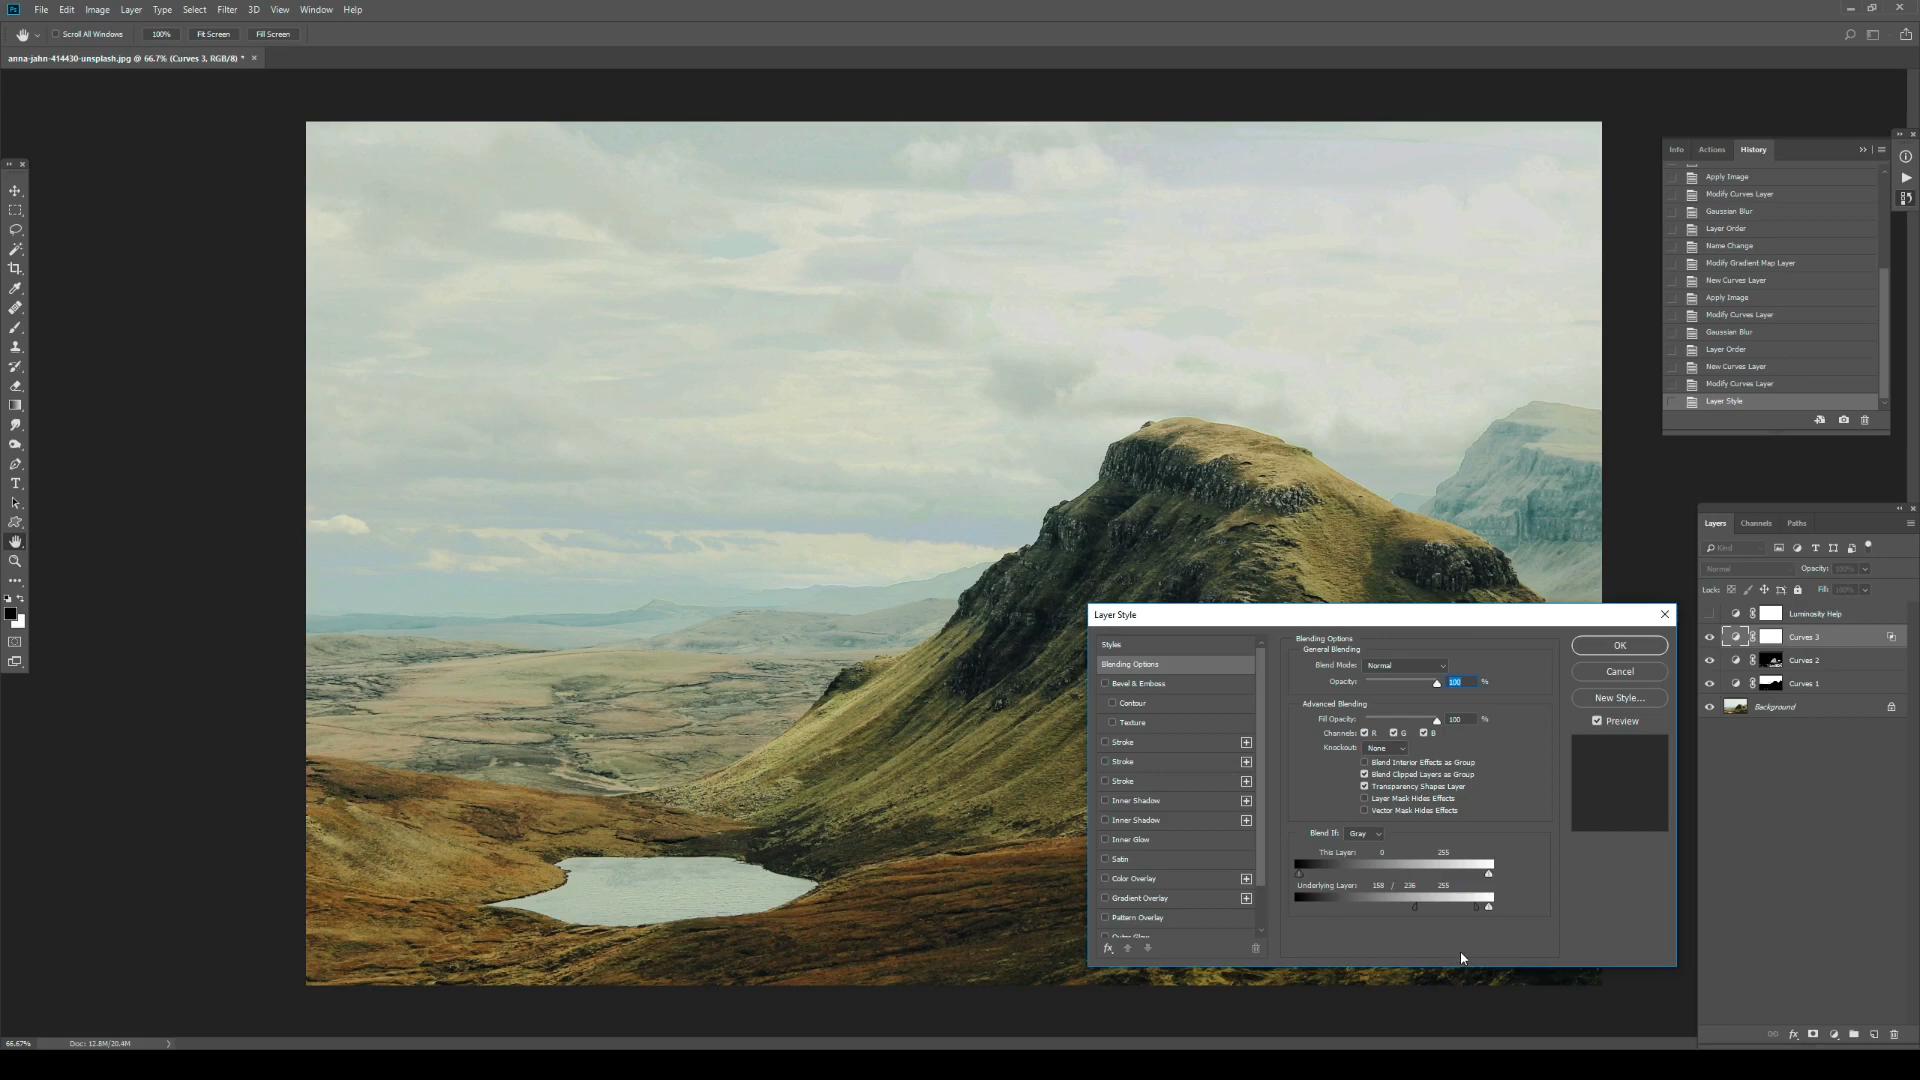 Ps File Edit Image Layer Type Select Filter 3D View Window Help
Scroll All Windows 100% Fit Screen Fill Screen
anna-jahn-414430-unsplash.jpg @ 66.7% (Curves 3, RGB/8) *
Info Actions History
Apply Image
Modify Curves Layer
Gaussian Blur
Layer Order
Name Change
Modify Gradient Map Layer
New Curves Layer
Apply Image
Modify Curves Layer
Gaussian Blur
Layer Order
New Curves Layer
Modify Curves Layer
Layer Style
Layers Channels Paths
Kind
Normal Opacity: 100%
Lock: Fill: 100%
Luminosity Help
Curves 3
Curves 2
Curves 1
Background
Layer Style
Styles
Blending Options
Bevel & Emboss
Contour
Texture
Stroke
Stroke
Stroke
Inner Shadow
Inner Shadow
Inner Glow
Satin
Color Overlay
Gradient Overlay
Pattern Overlay
Outer Glow
fx
Blending Options
General Blending
Blend Mode: Normal
Opacity: 100 %
Advanced Blending
Fill Opacity: 100 %
Channels: R G B
Knockout: None
Blend Interior Effects as Group
Blend Clipped Layers as Group
Transparency Shapes Layer
Layer Mask Hides Effects
Vector Mask Hides Effects
Blend If: Gray
This Layer: 0 255
Underlying Layer: 158 / 236 255
OK
Cancel
New Style...
Preview
66.67% Doc: 12.8M/20.4M
fx